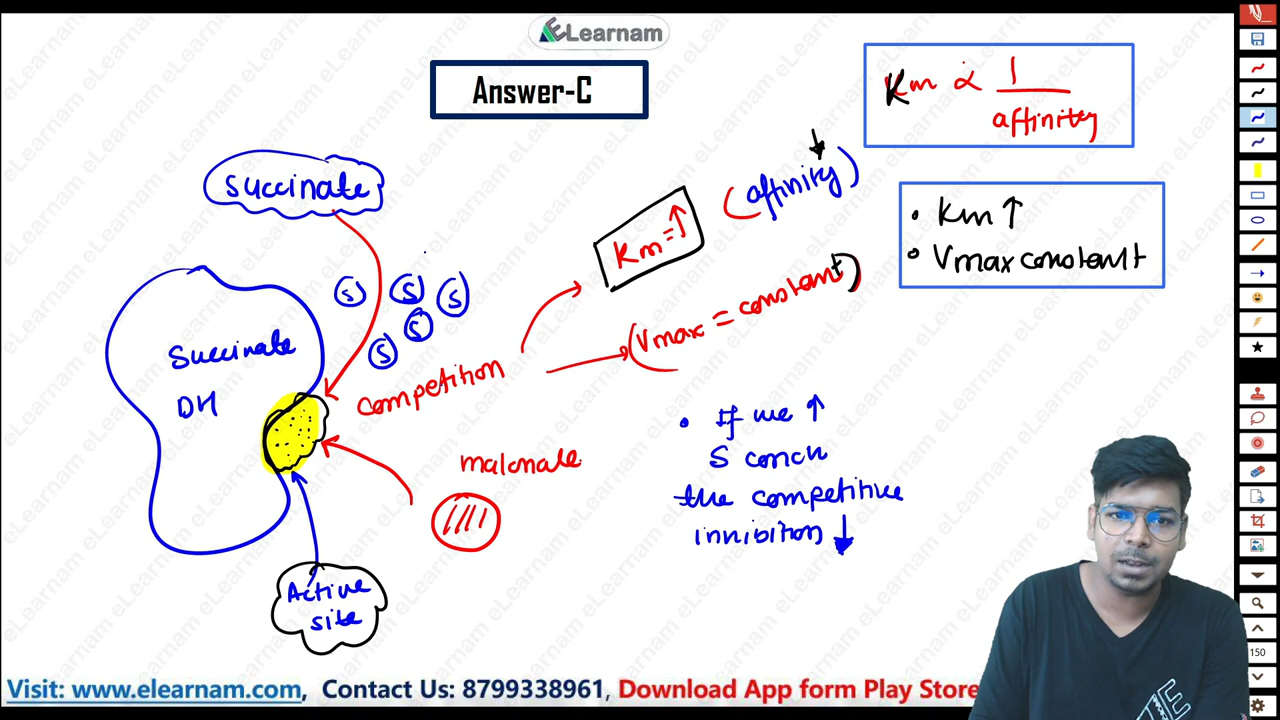 eLearnam
Answer-C
Km ∝ 1
affinity
succinate
(affinity ↓)
Km = ↑
• Km ↑
• Vmax constant
S
S
S
S
S
(Vmax = constant)
Succinate
DH
competition
malonate
• If we ↑
S concn
the competitive
inhibition ↓
Active
site
150
Visit: www.elearnam.com, Contact Us: 8799338961, Download App form Play Store